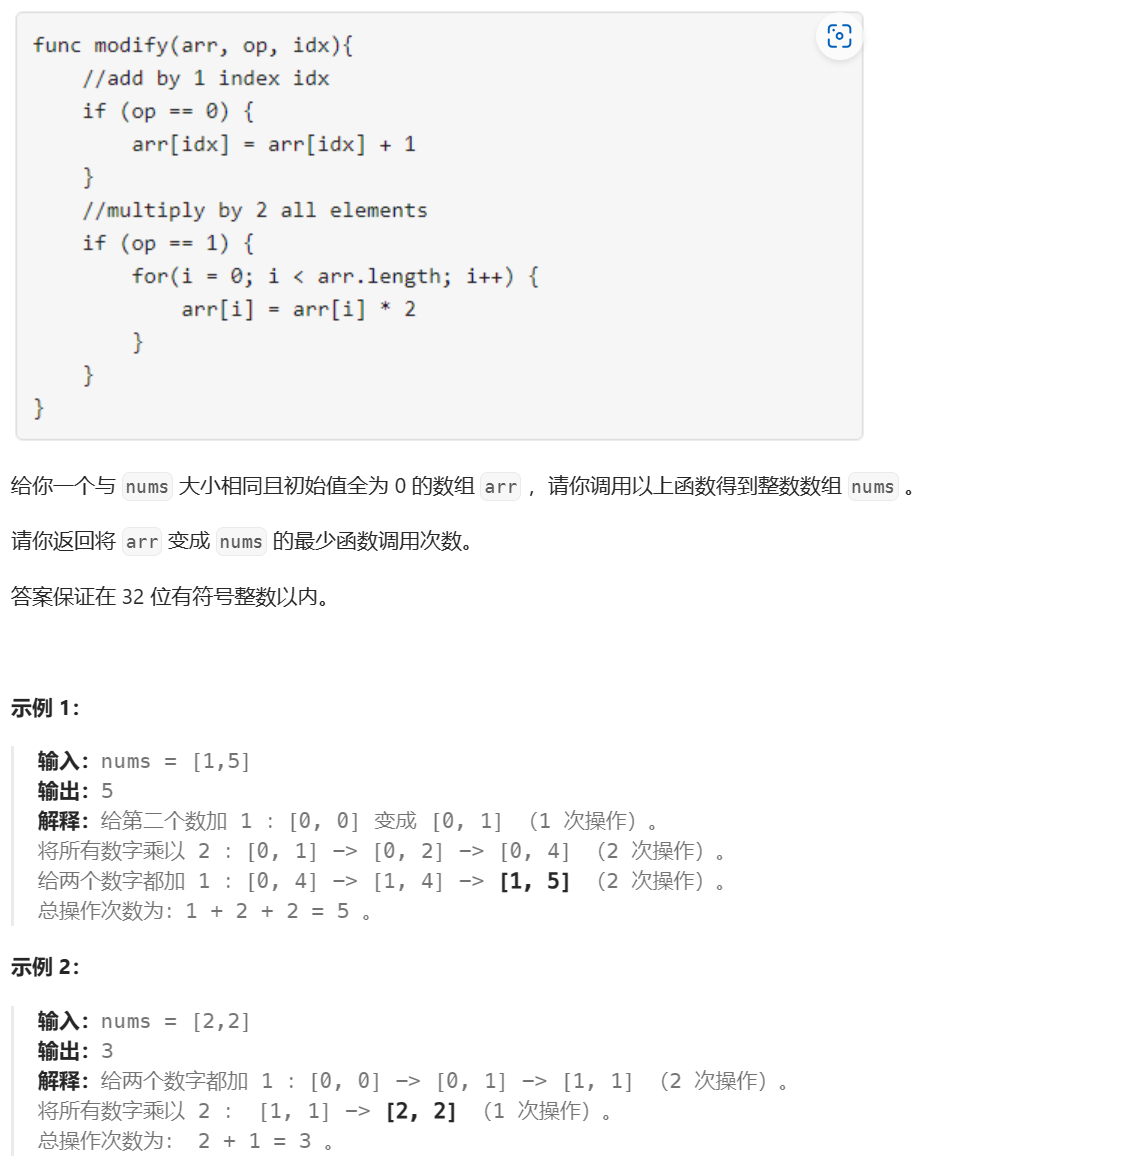 func modify(arr, op, idx){
    //add by 1 index idx
    if (op == 0) {
        arr[idx] = arr[idx] + 1
    }
    //multiply by 2 all elements
    if (op == 1) {
        for(i = 0; i < arr.length; i++) {
            arr[i] = arr[i] * 2
        }
    }
}
给你一个与 nums 大小相同且初始值全为 0 的数组 arr ，请你调用以上函数得到整数数组 nums 。
请你返回将 arr 变成 nums 的最少函数调用次数。
答案保证在 32 位有符号整数以内。
示例 1：
输入：nums = [1,5]
输出：5
解释：给第二个数加 1 ：[0, 0] 变成 [0, 1] （1 次操作）。
将所有数字乘以 2 ：[0, 1] -> [0, 2] -> [0, 4] （2 次操作）。
给两个数字都加 1 ：[0, 4] -> [1, 4] -> [1, 5] （2 次操作）。
总操作次数为：1 + 2 + 2 = 5 。
示例 2：
输入：nums = [2,2]
输出：3
解释：给两个数字都加 1 ：[0, 0] -> [0, 1] -> [1, 1] （2 次操作）。
将所有数字乘以 2 ： [1, 1] -> [2, 2] （1 次操作）。
总操作次数为： 2 + 1 = 3 。